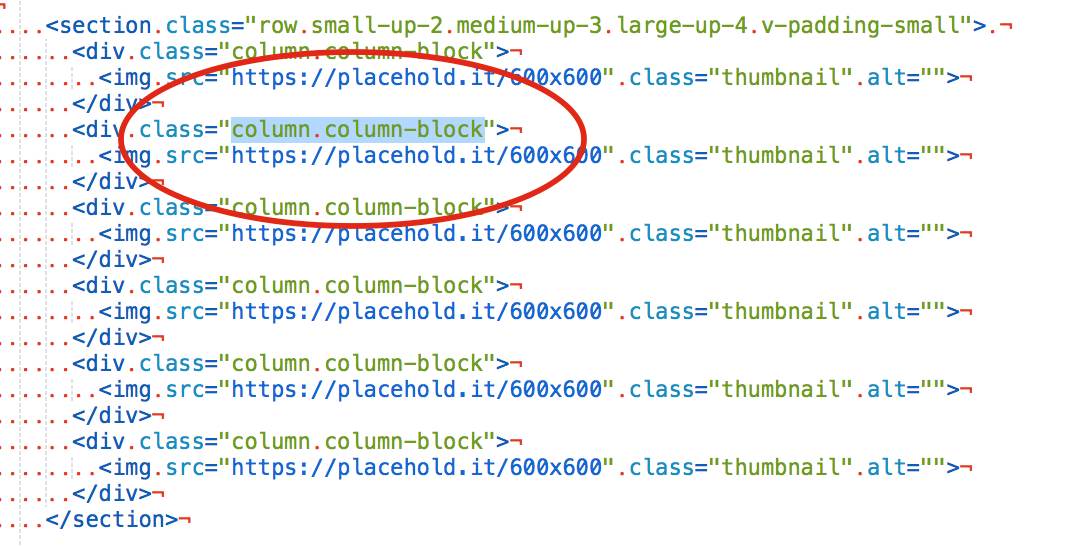 <section class="row small-up-2 medium-up-3 large-up-4 v-padding-small"> 
<div class="column column-block">
<img src="https://placehold.it/600x600" class="thumbnail" alt="">
</div>
<div class="column column-block">
<img src="https://placehold.it/600x600" class="thumbnail" alt="">
</div>
<div class="column column-block">
<img src="https://placehold.it/600x600" class="thumbnail" alt="">
</div>
<div class="column column-block">
<img src="https://placehold.it/600x600" class="thumbnail" alt="">
</div>
<div class="column column-block">
<img src="https://placehold.it/600x600" class="thumbnail" alt="">
</div>
<div class="column column-block">
<img src="https://placehold.it/600x600" class="thumbnail" alt="">
</div>
</section>